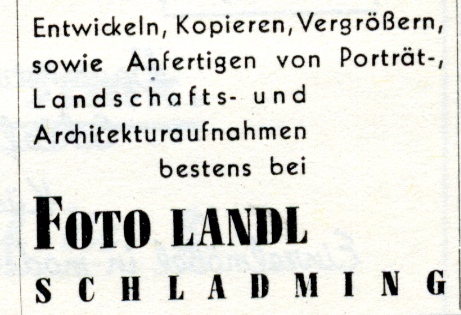 Entwickeln, Kopieren, Vergrößern,
sowie Anfertigen von Porträt-,
Landschafts- und
Architekturaufnahmen
bestens bei
FOTO LANDL
SCHLADMING